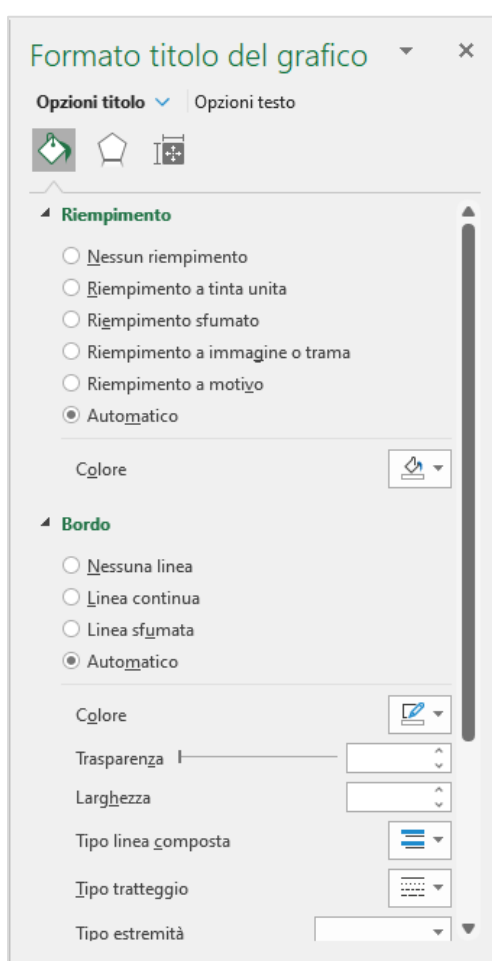 Formato titolo del grafico
Opzioni titolo Opzioni testo
Riempimento
Nessun riempimento
Riempimento a tinta unita
Riempimento sfumato
Riempimento a immagine o trama
Riempimento a motivo
Automatico
Colore
Bordo
Nessuna linea
Linea continua
Linea sfumata
Automatico
Colore
Trasparenza
Larghezza
Tipo linea composta
Tipo tratteggio
Tipo estremità